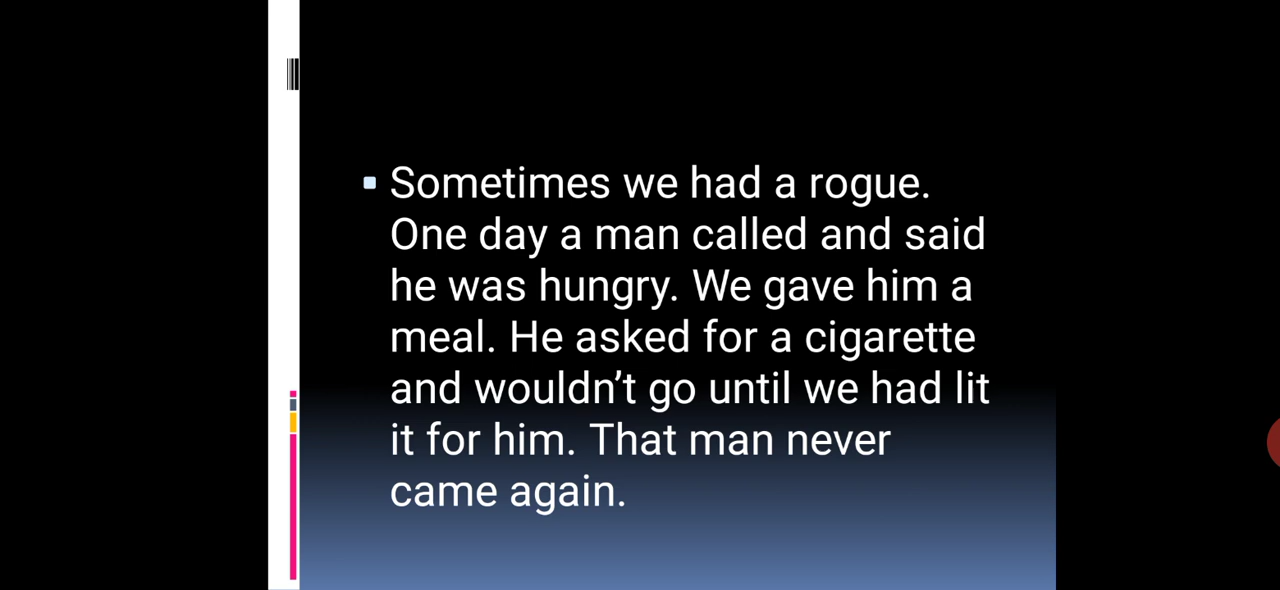 Sometimes we had a rogue.
One day a man called and said
he was hungry. We gave him a
meal. He asked for a cigarette
and wouldn’t go until we had lit
it for him. That man never
came again.